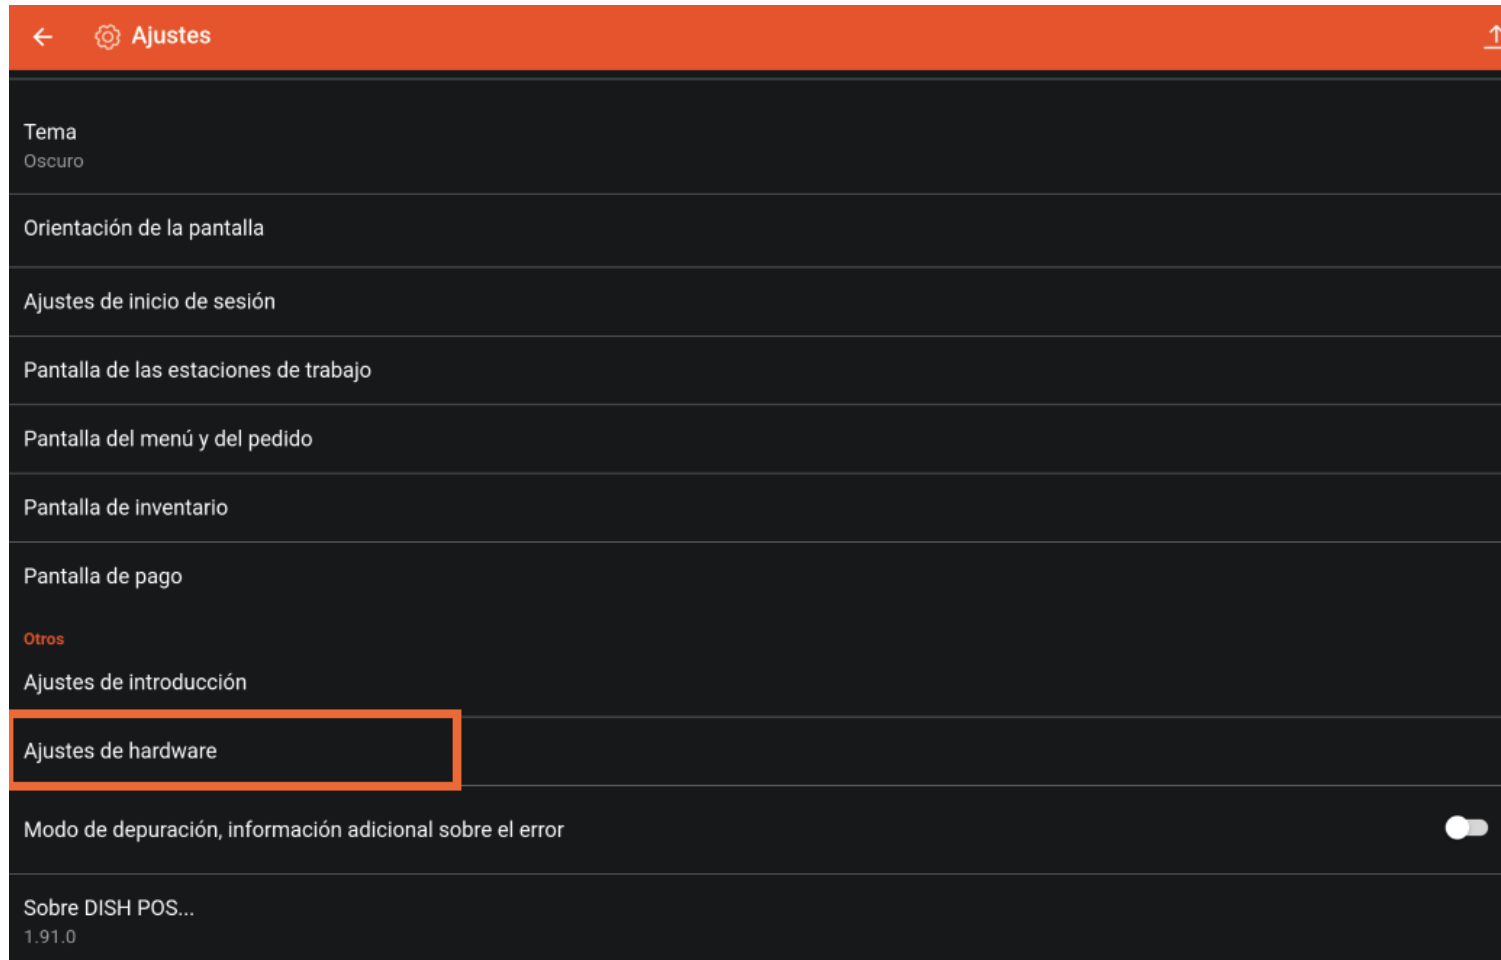 Ajustes
Tema
Oscuro
Orientación de la pantalla
Ajustes de inicio de sesión
Pantalla de las estaciones de trabajo
Pantalla del menú y del pedido
Pantalla de inventario
Pantalla de pago
Otros
Ajustes de introducción
Ajustes de hardware
Modo de depuración, información adicional sobre el error
Sobre DISH POS...
1.91.0